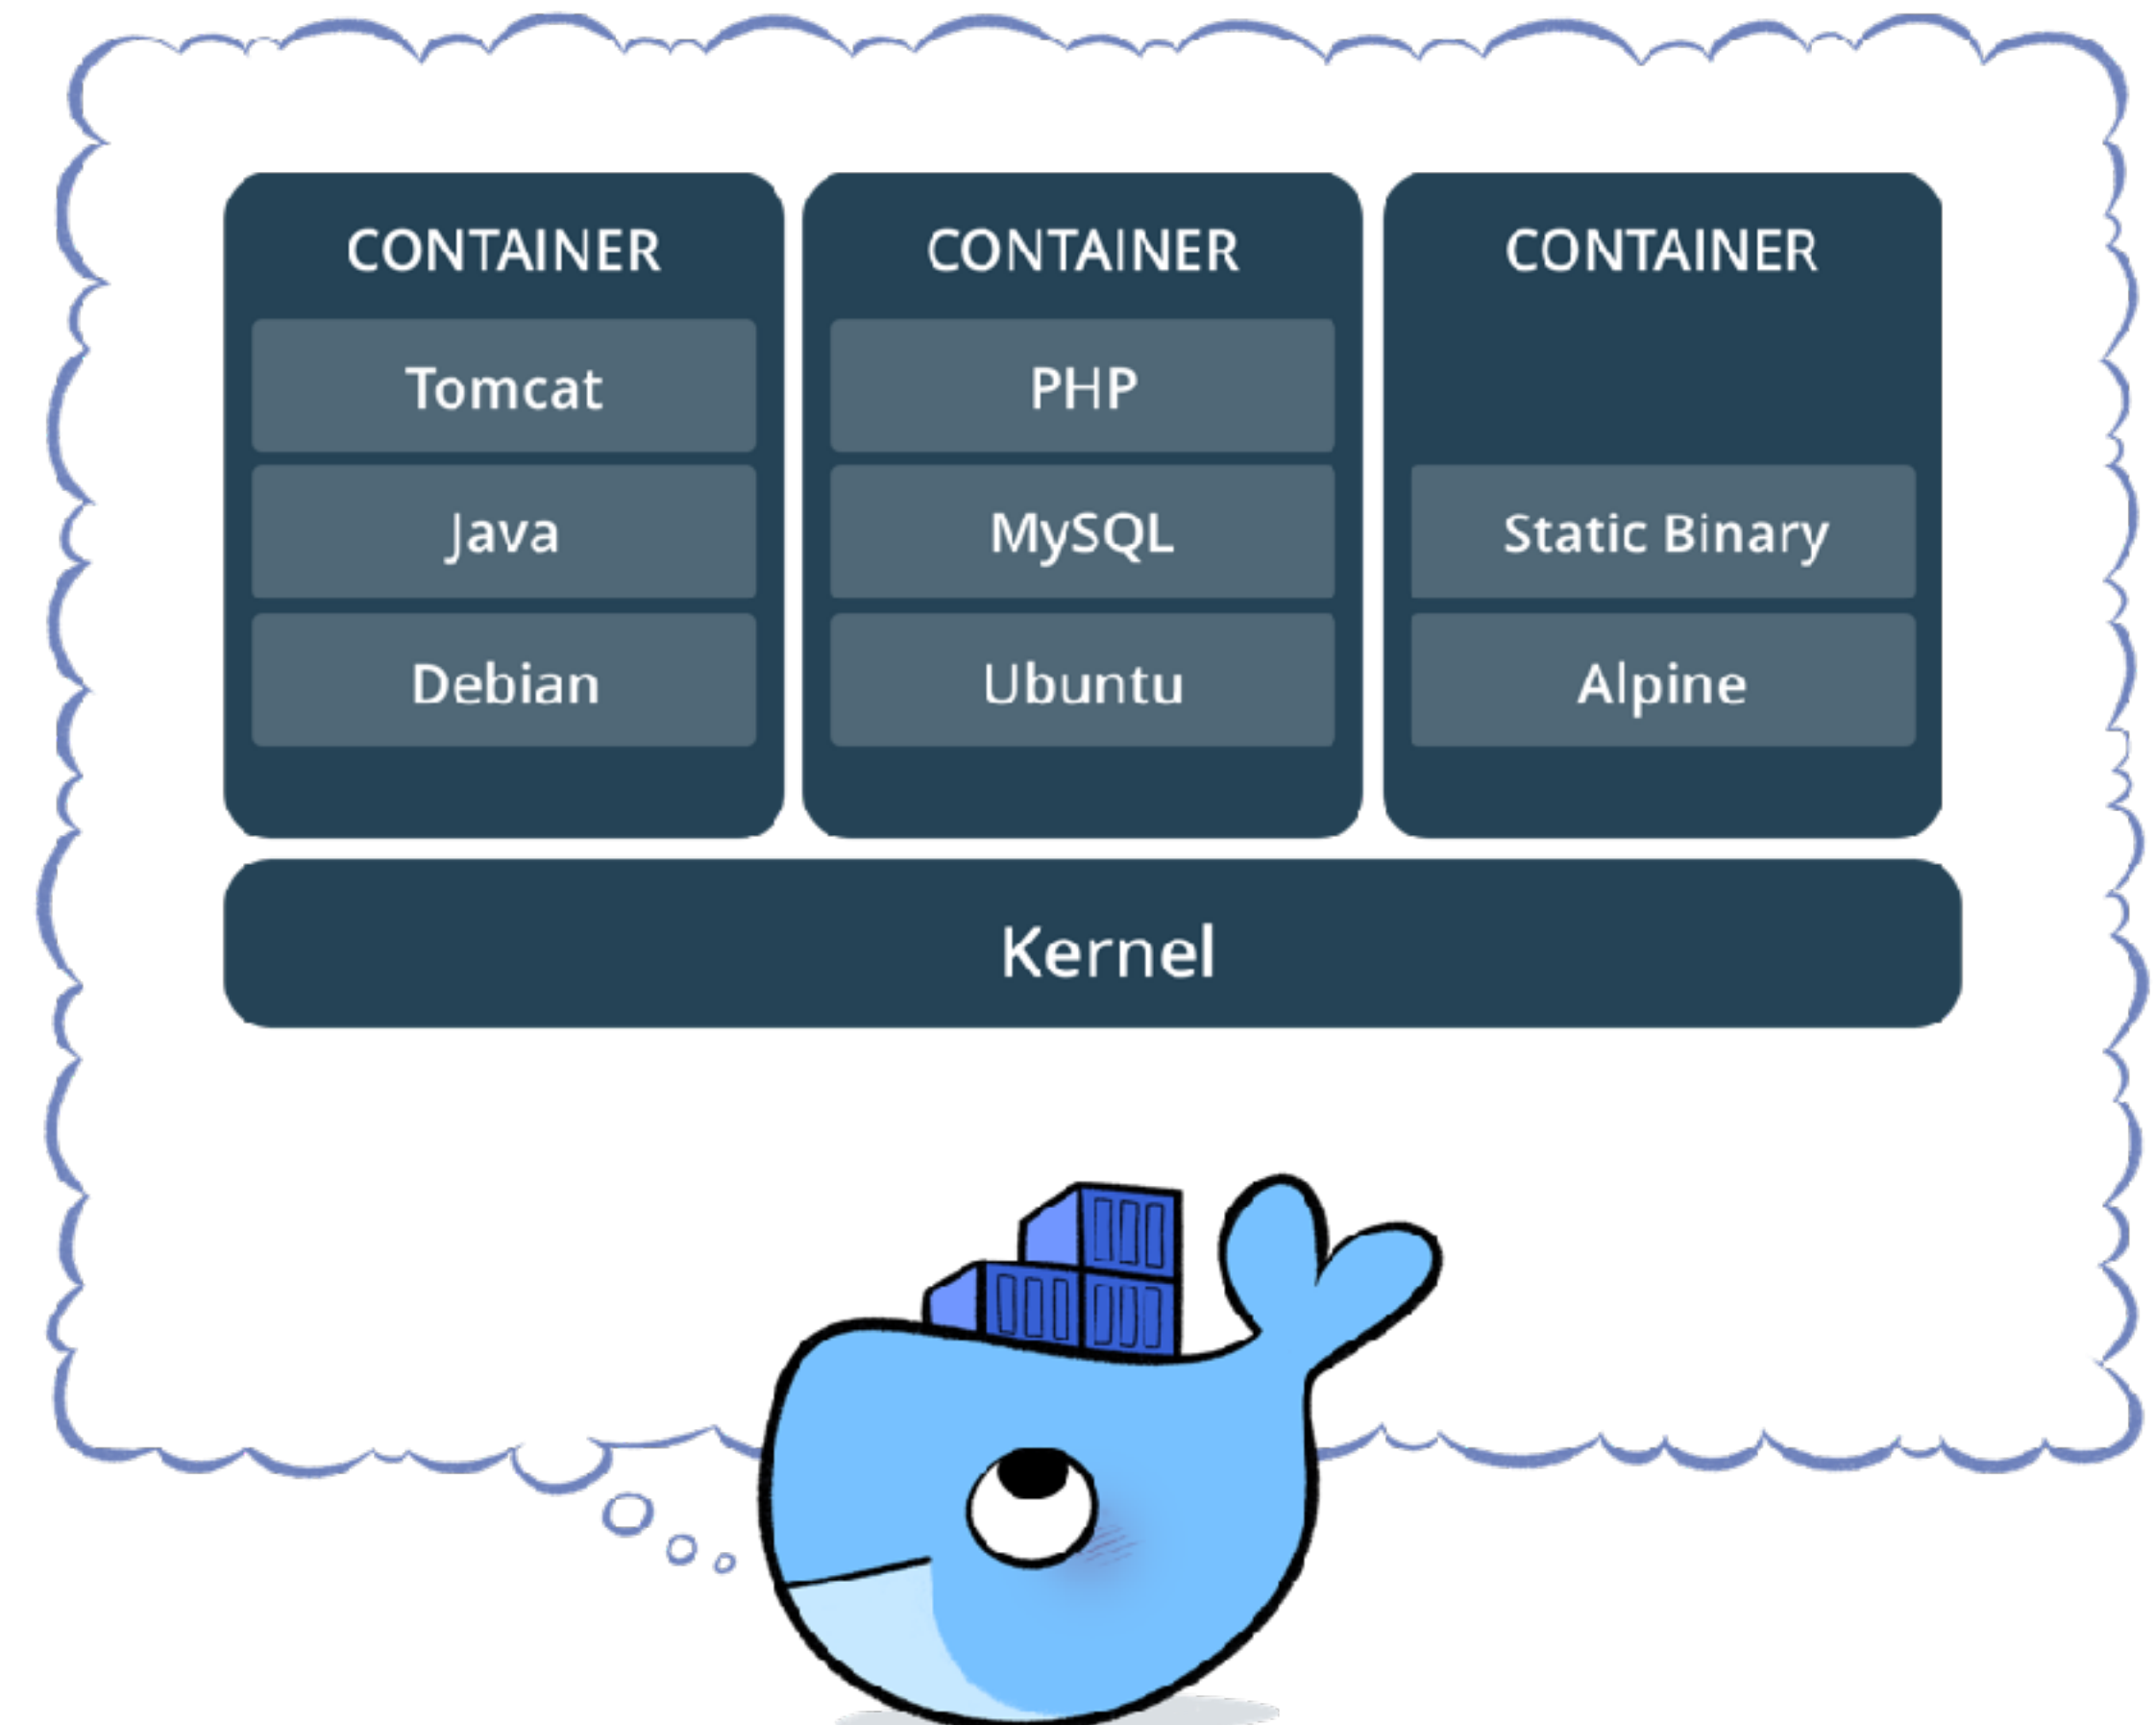 CONTAINER
Tomcat
Java
Debian
CONTAINER
PHP
MySQL
Ubuntu
CONTAINER
Static Binary
Alpine
Kernel